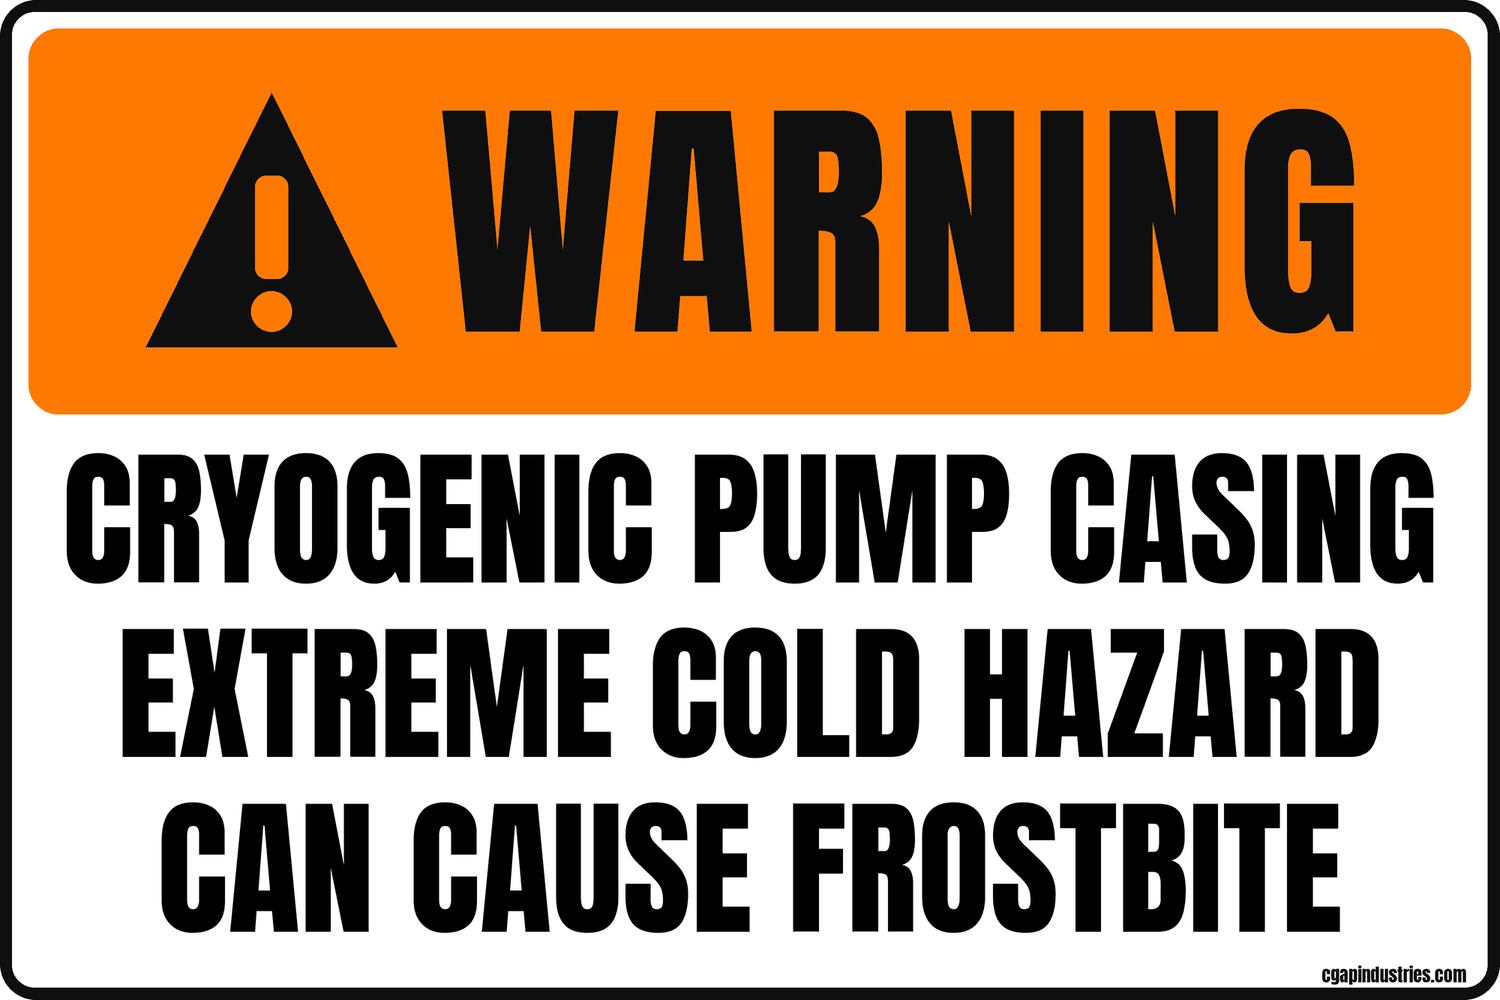 WARNING
CRYOGENIC PUMP CASING
EXTREME COLD HAZARD
CAN CAUSE FROSTBITE
cgapindustries.com